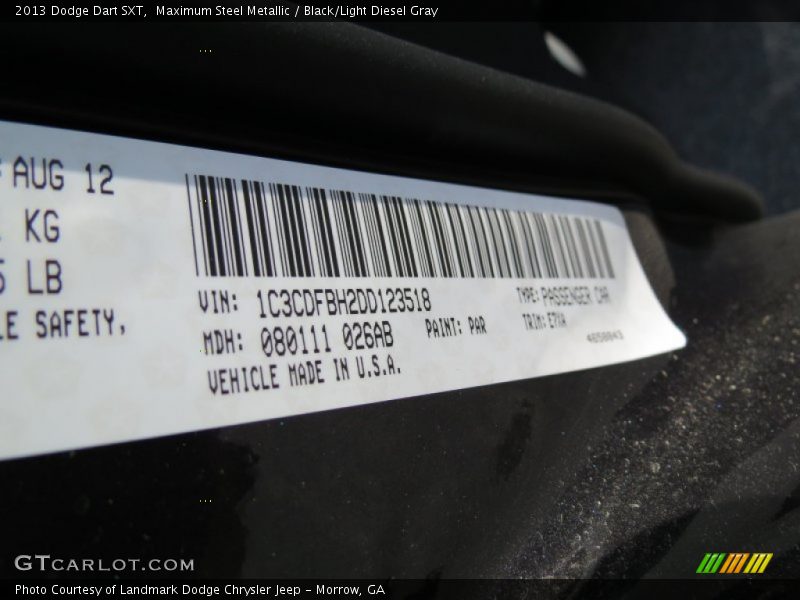 2013 Dodge Dart SXT,  Maximum Steel Metallic / Black/Light Diesel Gray
AUG 12
KG
LB
SAFETY,
VIN: 1C3CDFBH2DD123518
TYPE: PASSENGER CAR
MDH: 080111 026AB
PAINT: PAR
TRIM: E7XA
VEHICLE MADE IN U.S.A.
GTCARLOT.COM
Photo Courtesy of Landmark Dodge Chrysler Jeep - Morrow, GA